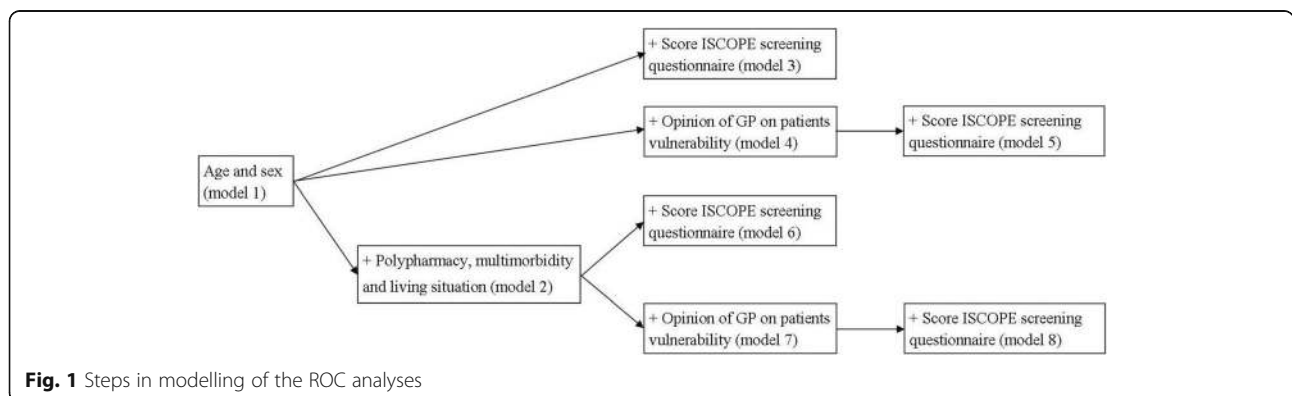 + Score ISCOPE screening
questionnaire (model 3)
+ Opinion of GP on patients
vulnerability (model 4)
+ Score ISCOPE screening
questionnaire (model 5)
Age and sex
(model 1)
+ Score ISCOPE screening
questionnaire (model 6)
+ Polypharmacy, multimorbidity
and living situation (model 2)
+ Opinion of GP on patients
vulnerability (model 7)
+ Score ISCOPE screening
questionnaire (model 8)
Fig. 1 Steps in modelling of the ROC analyses